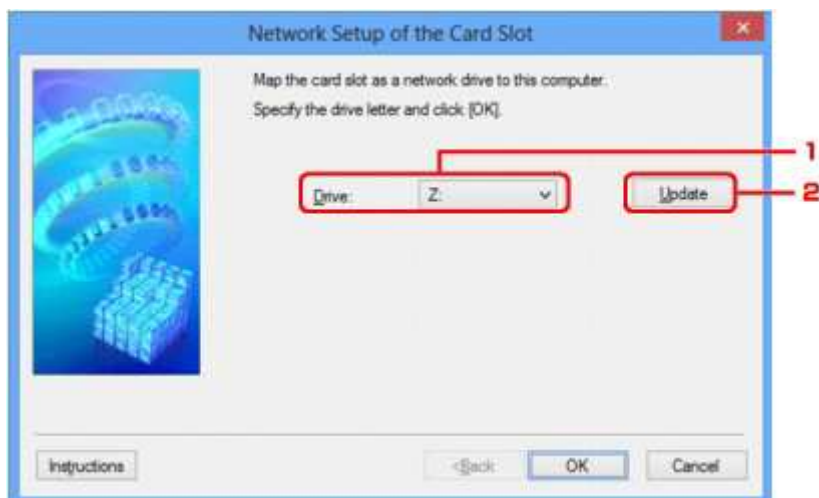 Network Setup of the Card Slot
Map the card slot as a network drive to this computer.
Specify the drive letter and click [OK].
1
Drive: Z: Update 2
Instructions <Back OK Cancel